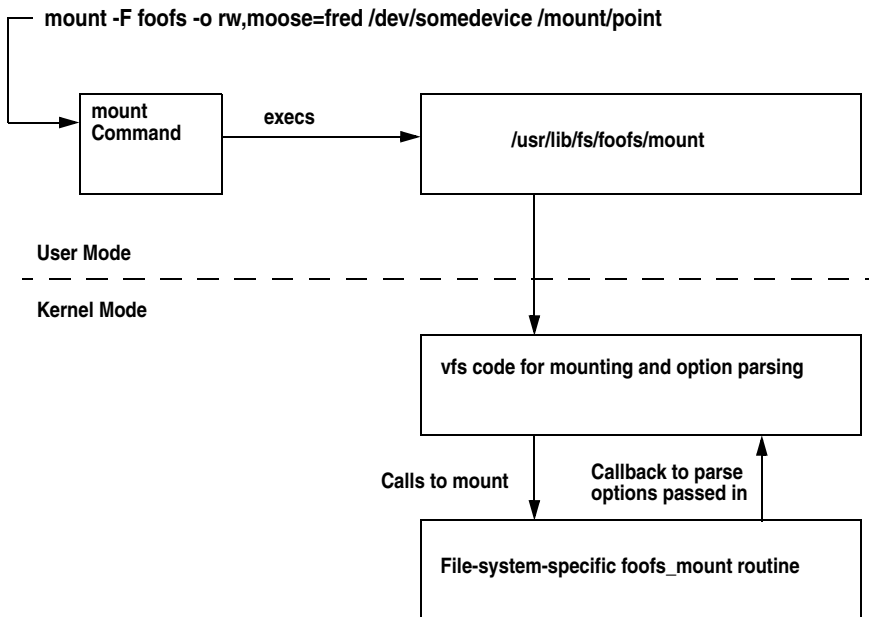 mount -F foofs -o rw,moose=fred /dev/somedevice /mount/point
mount
Command
execs
/usr/lib/fs/foofs/mount
User Mode
Kernel Mode
vfs code for mounting and option parsing
Calls to mount
Callback to parse
options passed in
File-system-specific foofs_mount routine